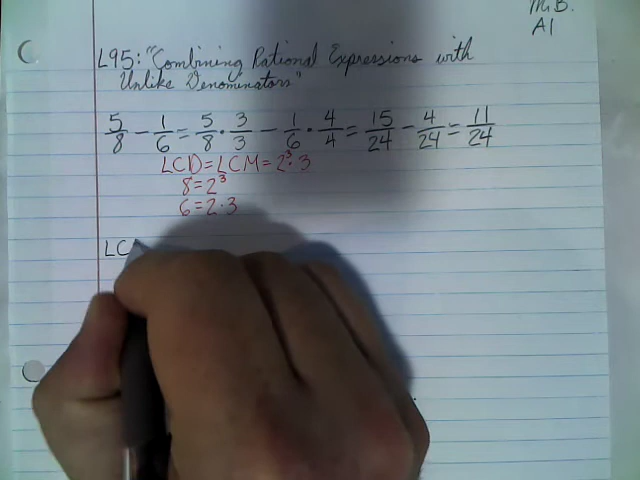 M.B.
A1
L95: "Combining Rational Expressions with
Unlike Denominators"
5/8 - 1/6 = 5/8 · 3/3 - 1/6 · 4/4 = 15/24 - 4/24 = 11/24
LCD = LCM = 2³ · 3
8 = 2³
6 = 2 · 3
LC